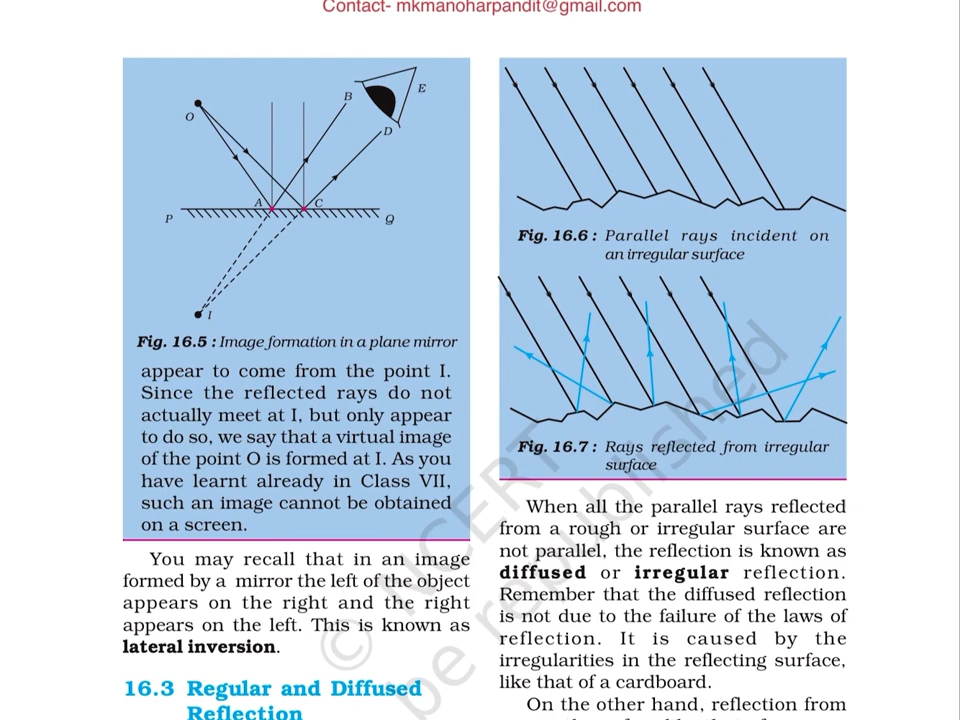 Contact- mkmanoharpandit@gmail.com
O
B
E
D
A
C
P
Q
I
Fig. 16.5 : Image formation in a plane mirror
appear to come from the point I.
Since the reflected rays do not
actually meet at I, but only appear
to do so, we say that a virtual image
of the point O is formed at I. As you
have learnt already in Class VII,
such an image cannot be obtained
on a screen.
You may recall that in an image
formed by a mirror the left of the object
appears on the right and the right
appears on the left. This is known as
lateral inversion.
16.3 Regular and Diffused
Reflection
Fig. 16.6 : Parallel rays incident on
an irregular surface
Fig. 16.7 : Rays reflected from irregular
surface
When all the parallel rays reflected
from a rough or irregular surface are
not parallel, the reflection is known as
diffused or irregular reflection.
Remember that the diffused reflection
is not due to the failure of the laws of
reflection. It is caused by the
irregularities in the reflecting surface,
like that of a cardboard.
On the other hand, reflection from
© NCERT
be republished